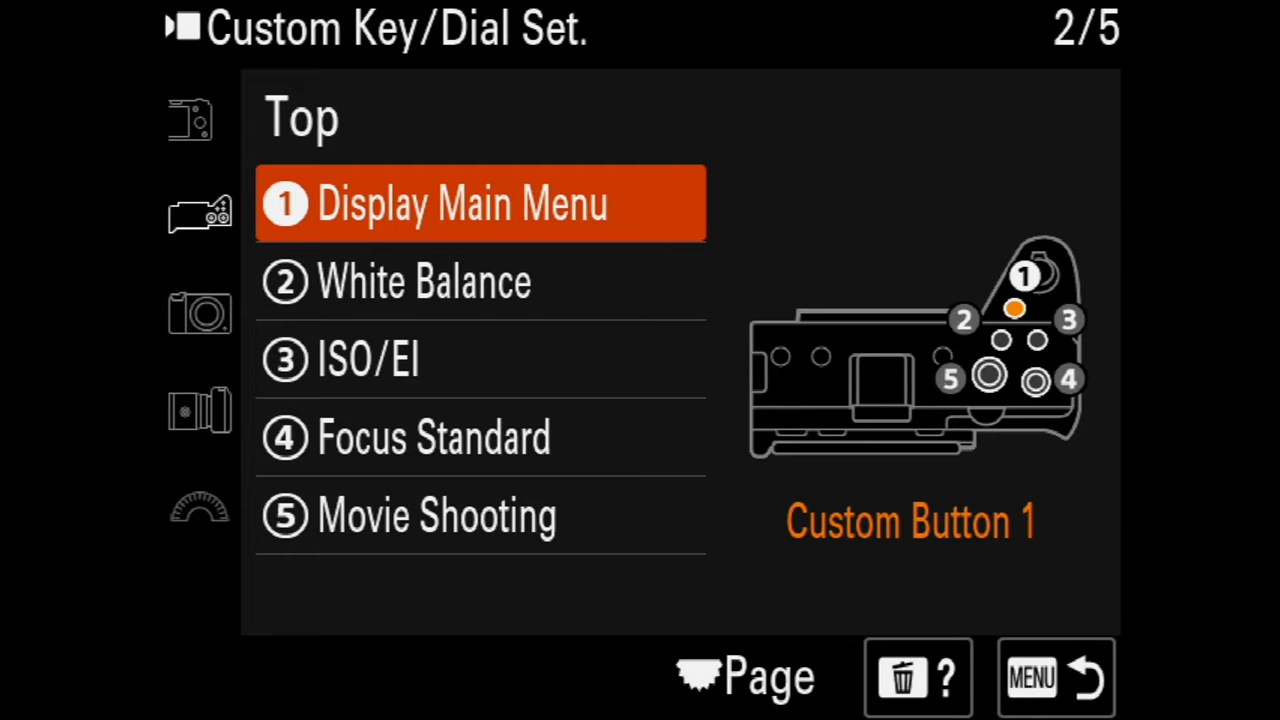 Custom Key/Dial Set. 2/5
Top
1 Display Main Menu
2 White Balance
3 ISO/EI
4 Focus Standard
5 Movie Shooting
1
2 3
5 4
Custom Button 1
Page ? MENU